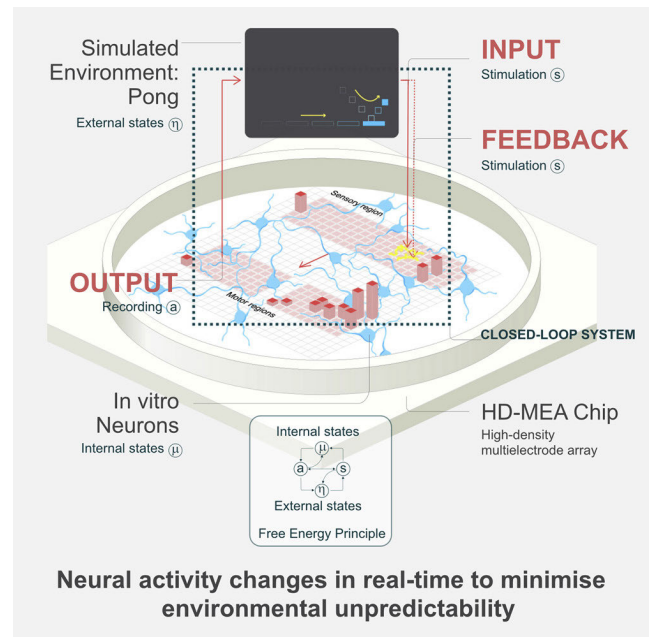 Simulated
Environment:
Pong
External states η
INPUT
Stimulation s
FEEDBACK
Stimulation s
Sensory region
OUTPUT
Recording a
Motor regions
CLOSED-LOOP SYSTEM
In vitro
Neurons
Internal states μ
HD-MEA Chip
High-density
multielectrode array
Internal states
μ
a s
η
External states
Free Energy Principle
Neural activity changes in real-time to minimise
environmental unpredictability